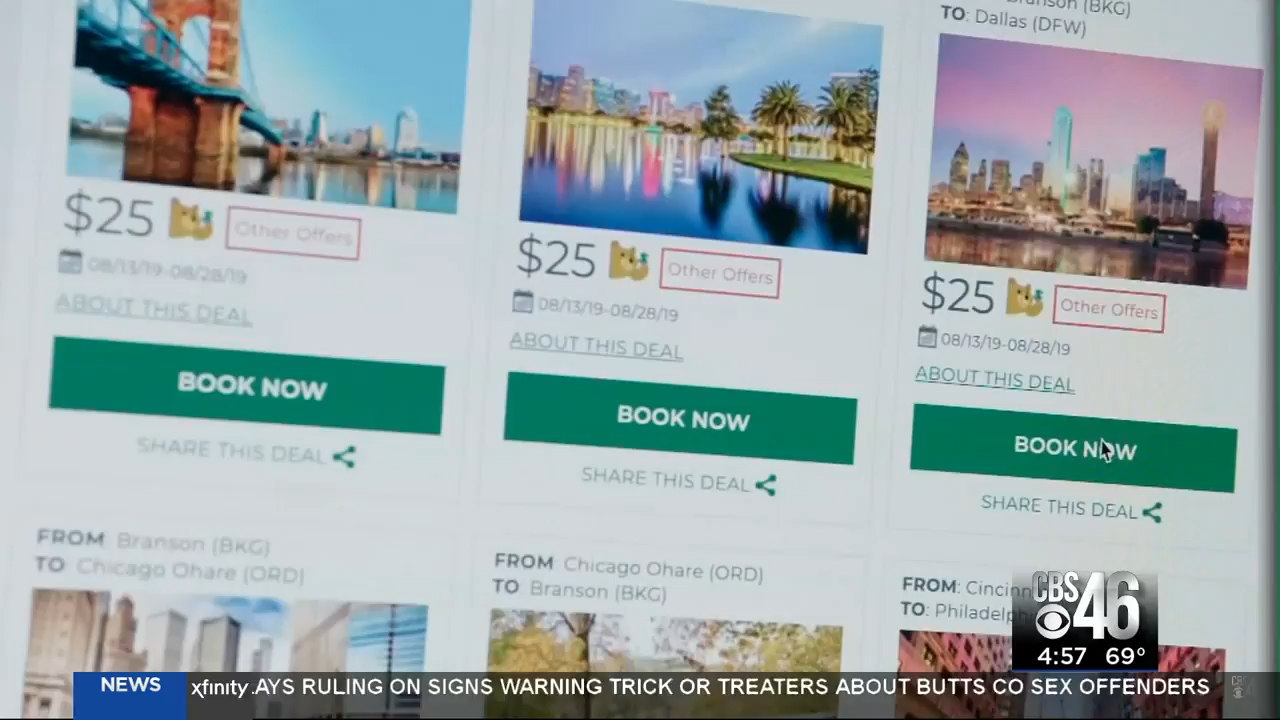 Branson (BKG)
TO: Dallas (DFW)
$25
Other Offers
08/13/19-08/28/19
ABOUT THIS DEAL
BOOK NOW
SHARE THIS DEAL
$25
Other Offers
08/13/19-08/28/19
ABOUT THIS DEAL
BOOK NOW
SHARE THIS DEAL
$25
Other Offers
08/13/19-08/28/19
ABOUT THIS DEAL
BOOK NOW
SHARE THIS DEAL
FROM: Branson (BKG)
TO: Chicago Ohare (ORD)
FROM: Chicago Ohare (ORD)
TO: Branson (BKG)
FROM: Cincinn
TO: Philadelph
CBS 46
4:57 69°
NEWS
xfinity AYS RULING ON SIGNS WARNING TRICK OR TREATERS ABOUT BUTTS CO SEX OFFENDERS